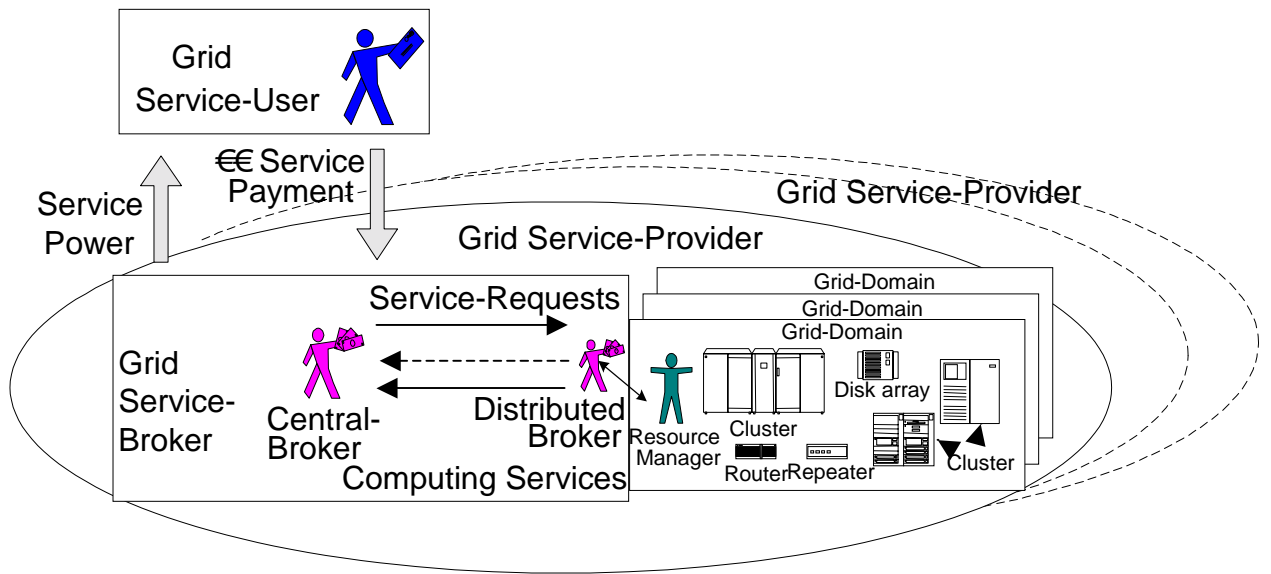 Grid
Service-User
€€ Service
Payment
Service
Power
Grid Service-Provider
Grid Service-Provider
Grid-Domain
Grid-Domain
Grid-Domain
Service-Requests
Grid
Service-
Broker
Central-
Broker
Distributed
Broker
Computing Services
Resource
Manager
Cluster
Disk array
Router
Repeater
Cluster